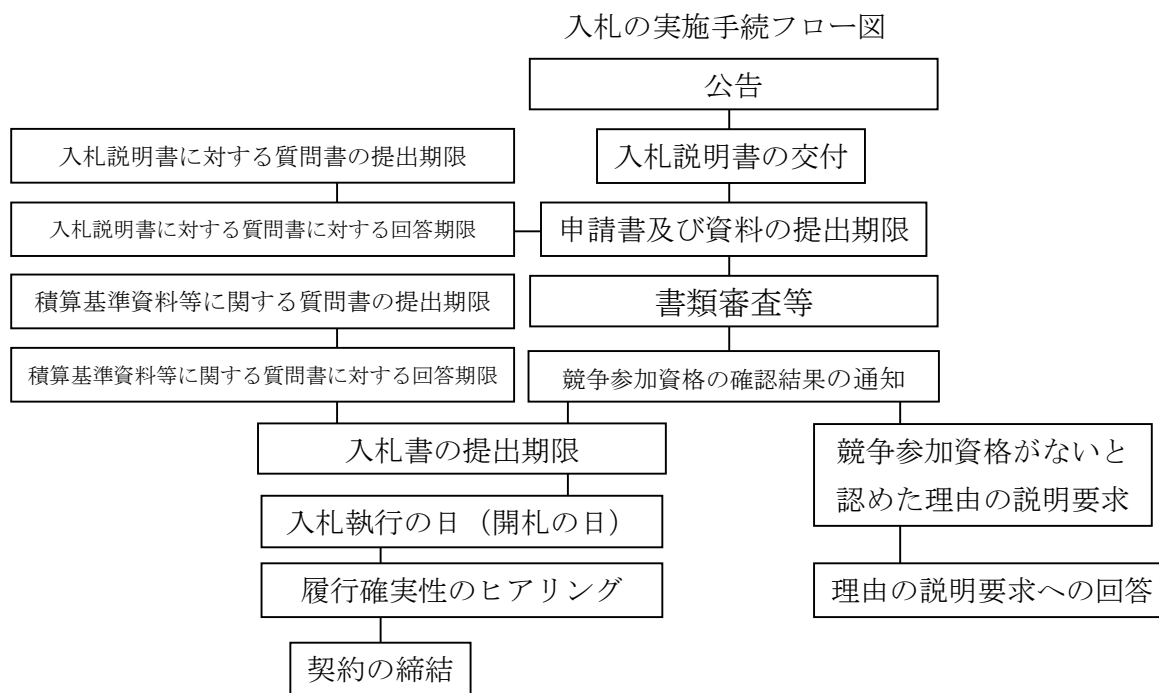 入札の実施手続フロー図
公告
入札説明書に対する質問書の提出期限
入札説明書の交付
入札説明書に対する質問書に対する回答期限
申請書及び資料の提出期限
積算基準資料等に関する質問書の提出期限
書類審査等
積算基準資料等に関する質問書に対する回答期限
競争参加資格の確認結果の通知
入札書の提出期限
競争参加資格がないと
認めた理由の説明要求
入札執行の日（開札の日）
履行確実性のヒアリング
理由の説明要求への回答
契約の締結